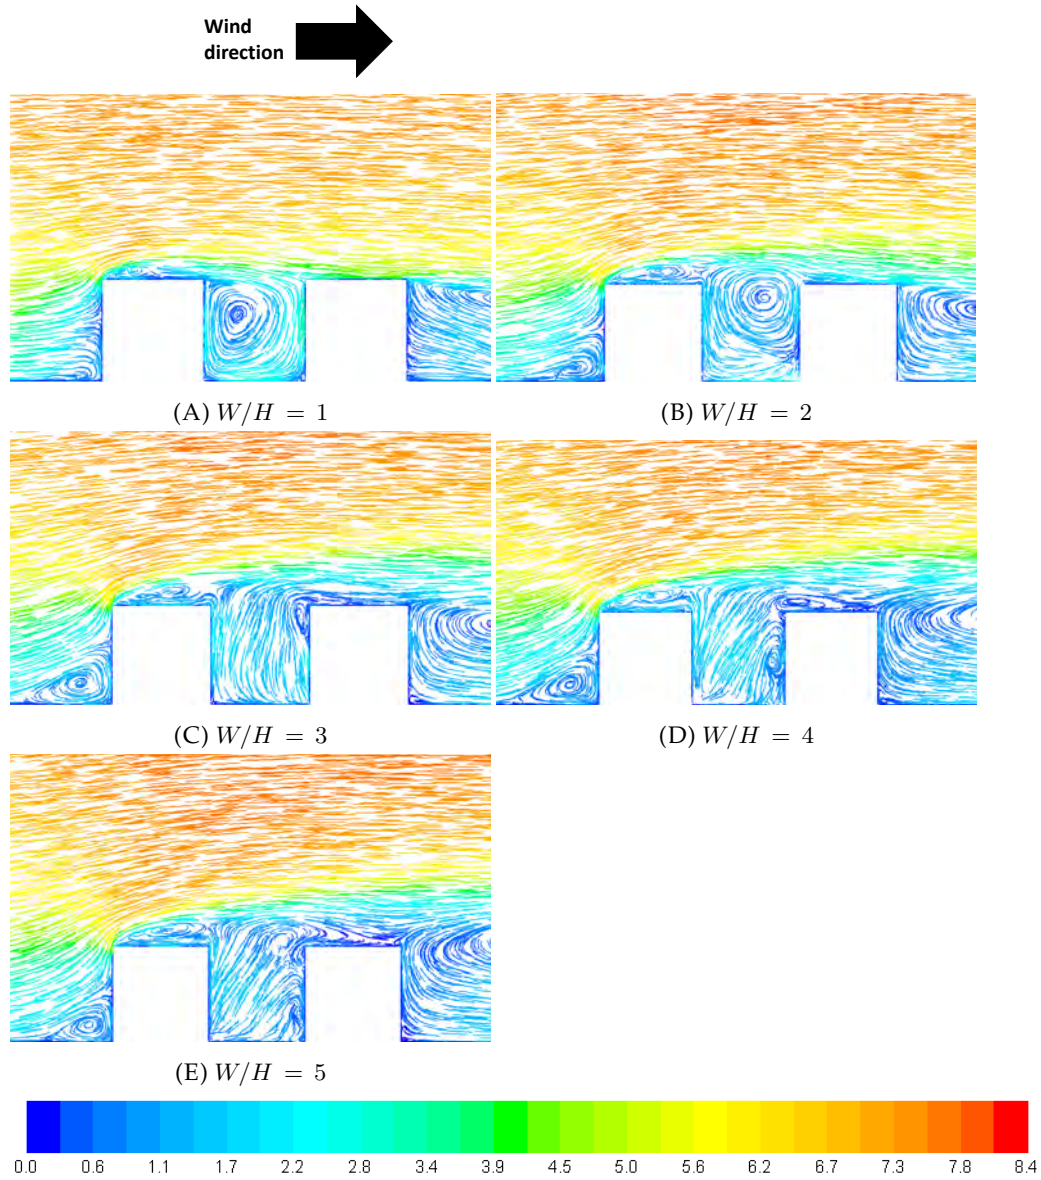 Wind
direction
(A) W/H = 1
(B) W/H = 2
(C) W/H = 3
(D) W/H = 4
(E) W/H = 5
0.0 0.6 1.1 1.7 2.2 2.8 3.4 3.9 4.5 5.0 5.6 6.2 6.7 7.3 7.8 8.4